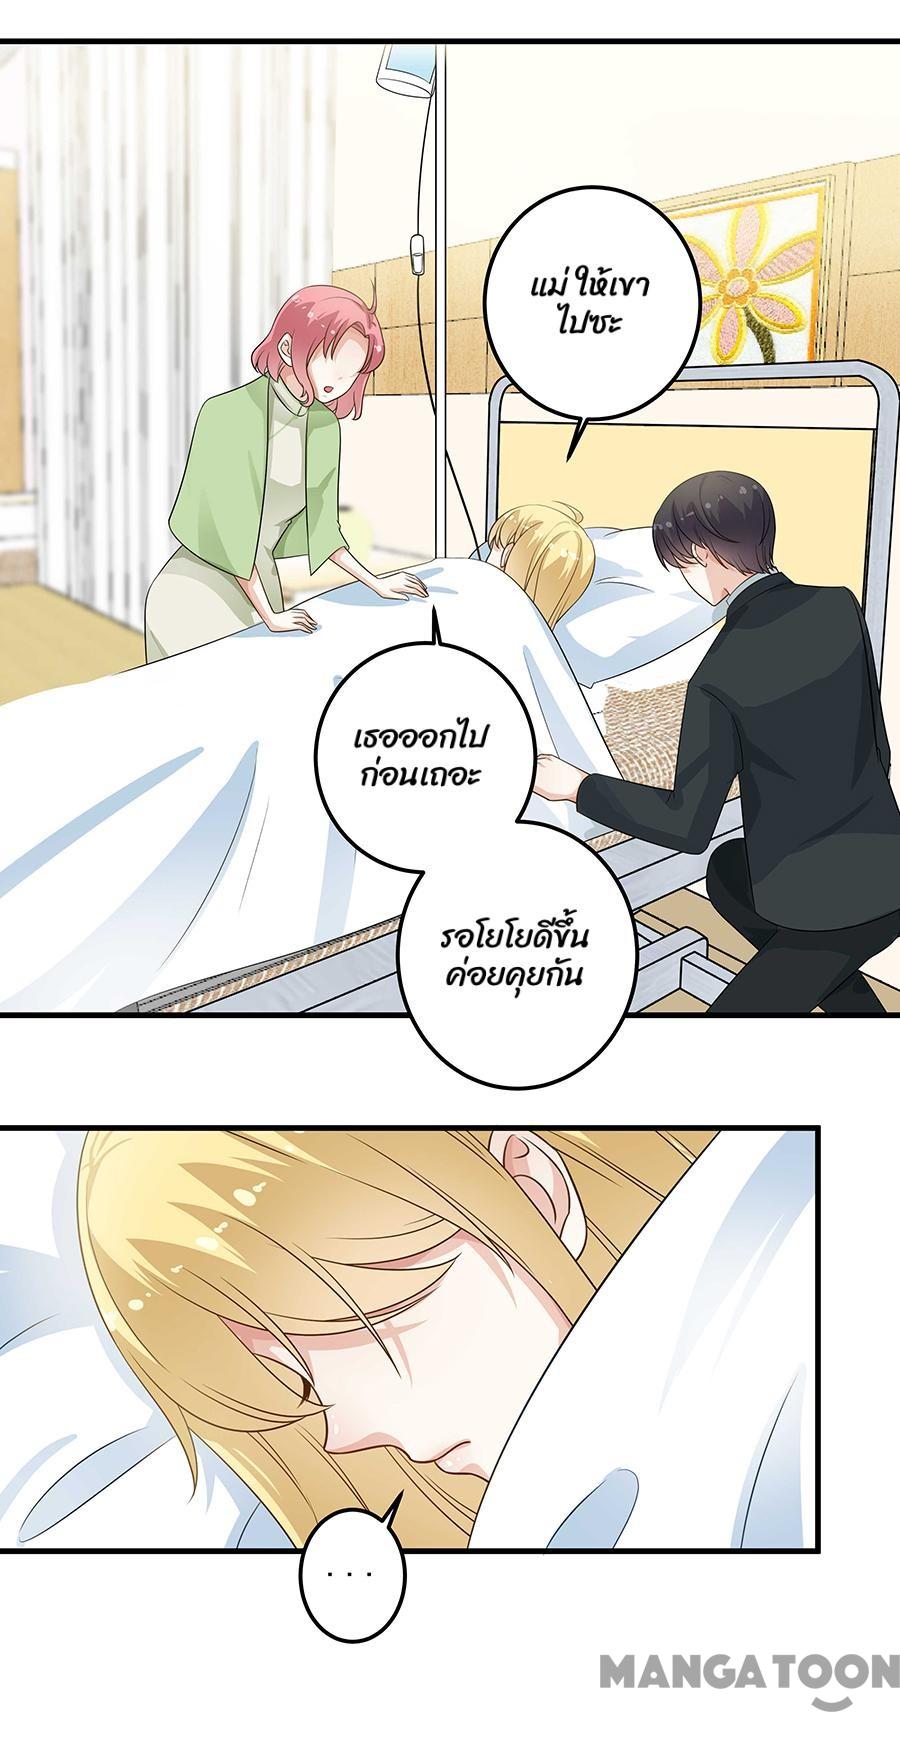 แม่ ให้เขา
ไปซะ
เธอออกไป
ก่อนเถอะ
รอโยโยดีขึ้น
ค่อยคุยกัน
...
MANGATOON